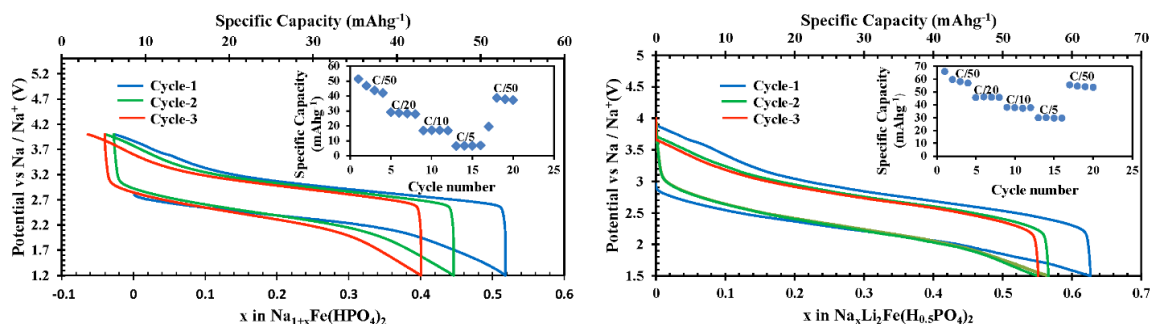 Specific Capacity (mAhg⁻¹)
0 10 20 30 40 50 60
Potential vs Na / Na⁺ (V)
5.2
4.7
4.2
3.7
3.2
2.7
2.2
1.7
1.2
Cycle-1
Cycle-2
Cycle-3
Specific Capacity
(mAhg⁻¹)
60
50
40
30
20
10
0
C/50
C/20
C/10
C/5
C/50
0 5 10 15 20 25
Cycle number
-0.1 0 0.1 0.2 0.3 0.4 0.5 0.6
x in Na₁₊ₓFe(HPO₄)₂
Specific Capacity (mAhg⁻¹)
0 10 20 30 40 50 60 70
Potential vs Na / Na⁺(V)
5
4.5
4
3.5
3
2.5
2
1.5
Cycle-1
Cycle-2
Cycle-3
Specific Capacity
(mAhg⁻¹)
70
60
50
40
30
20
10
0
C/50
C/20
C/10
C/5
C/50
0 5 10 15 20 25
Cycle number
0 0.1 0.2 0.3 0.4 0.5 0.6 0.7
x in NaₓLi₂Fe(H₀.₅PO₄)₂